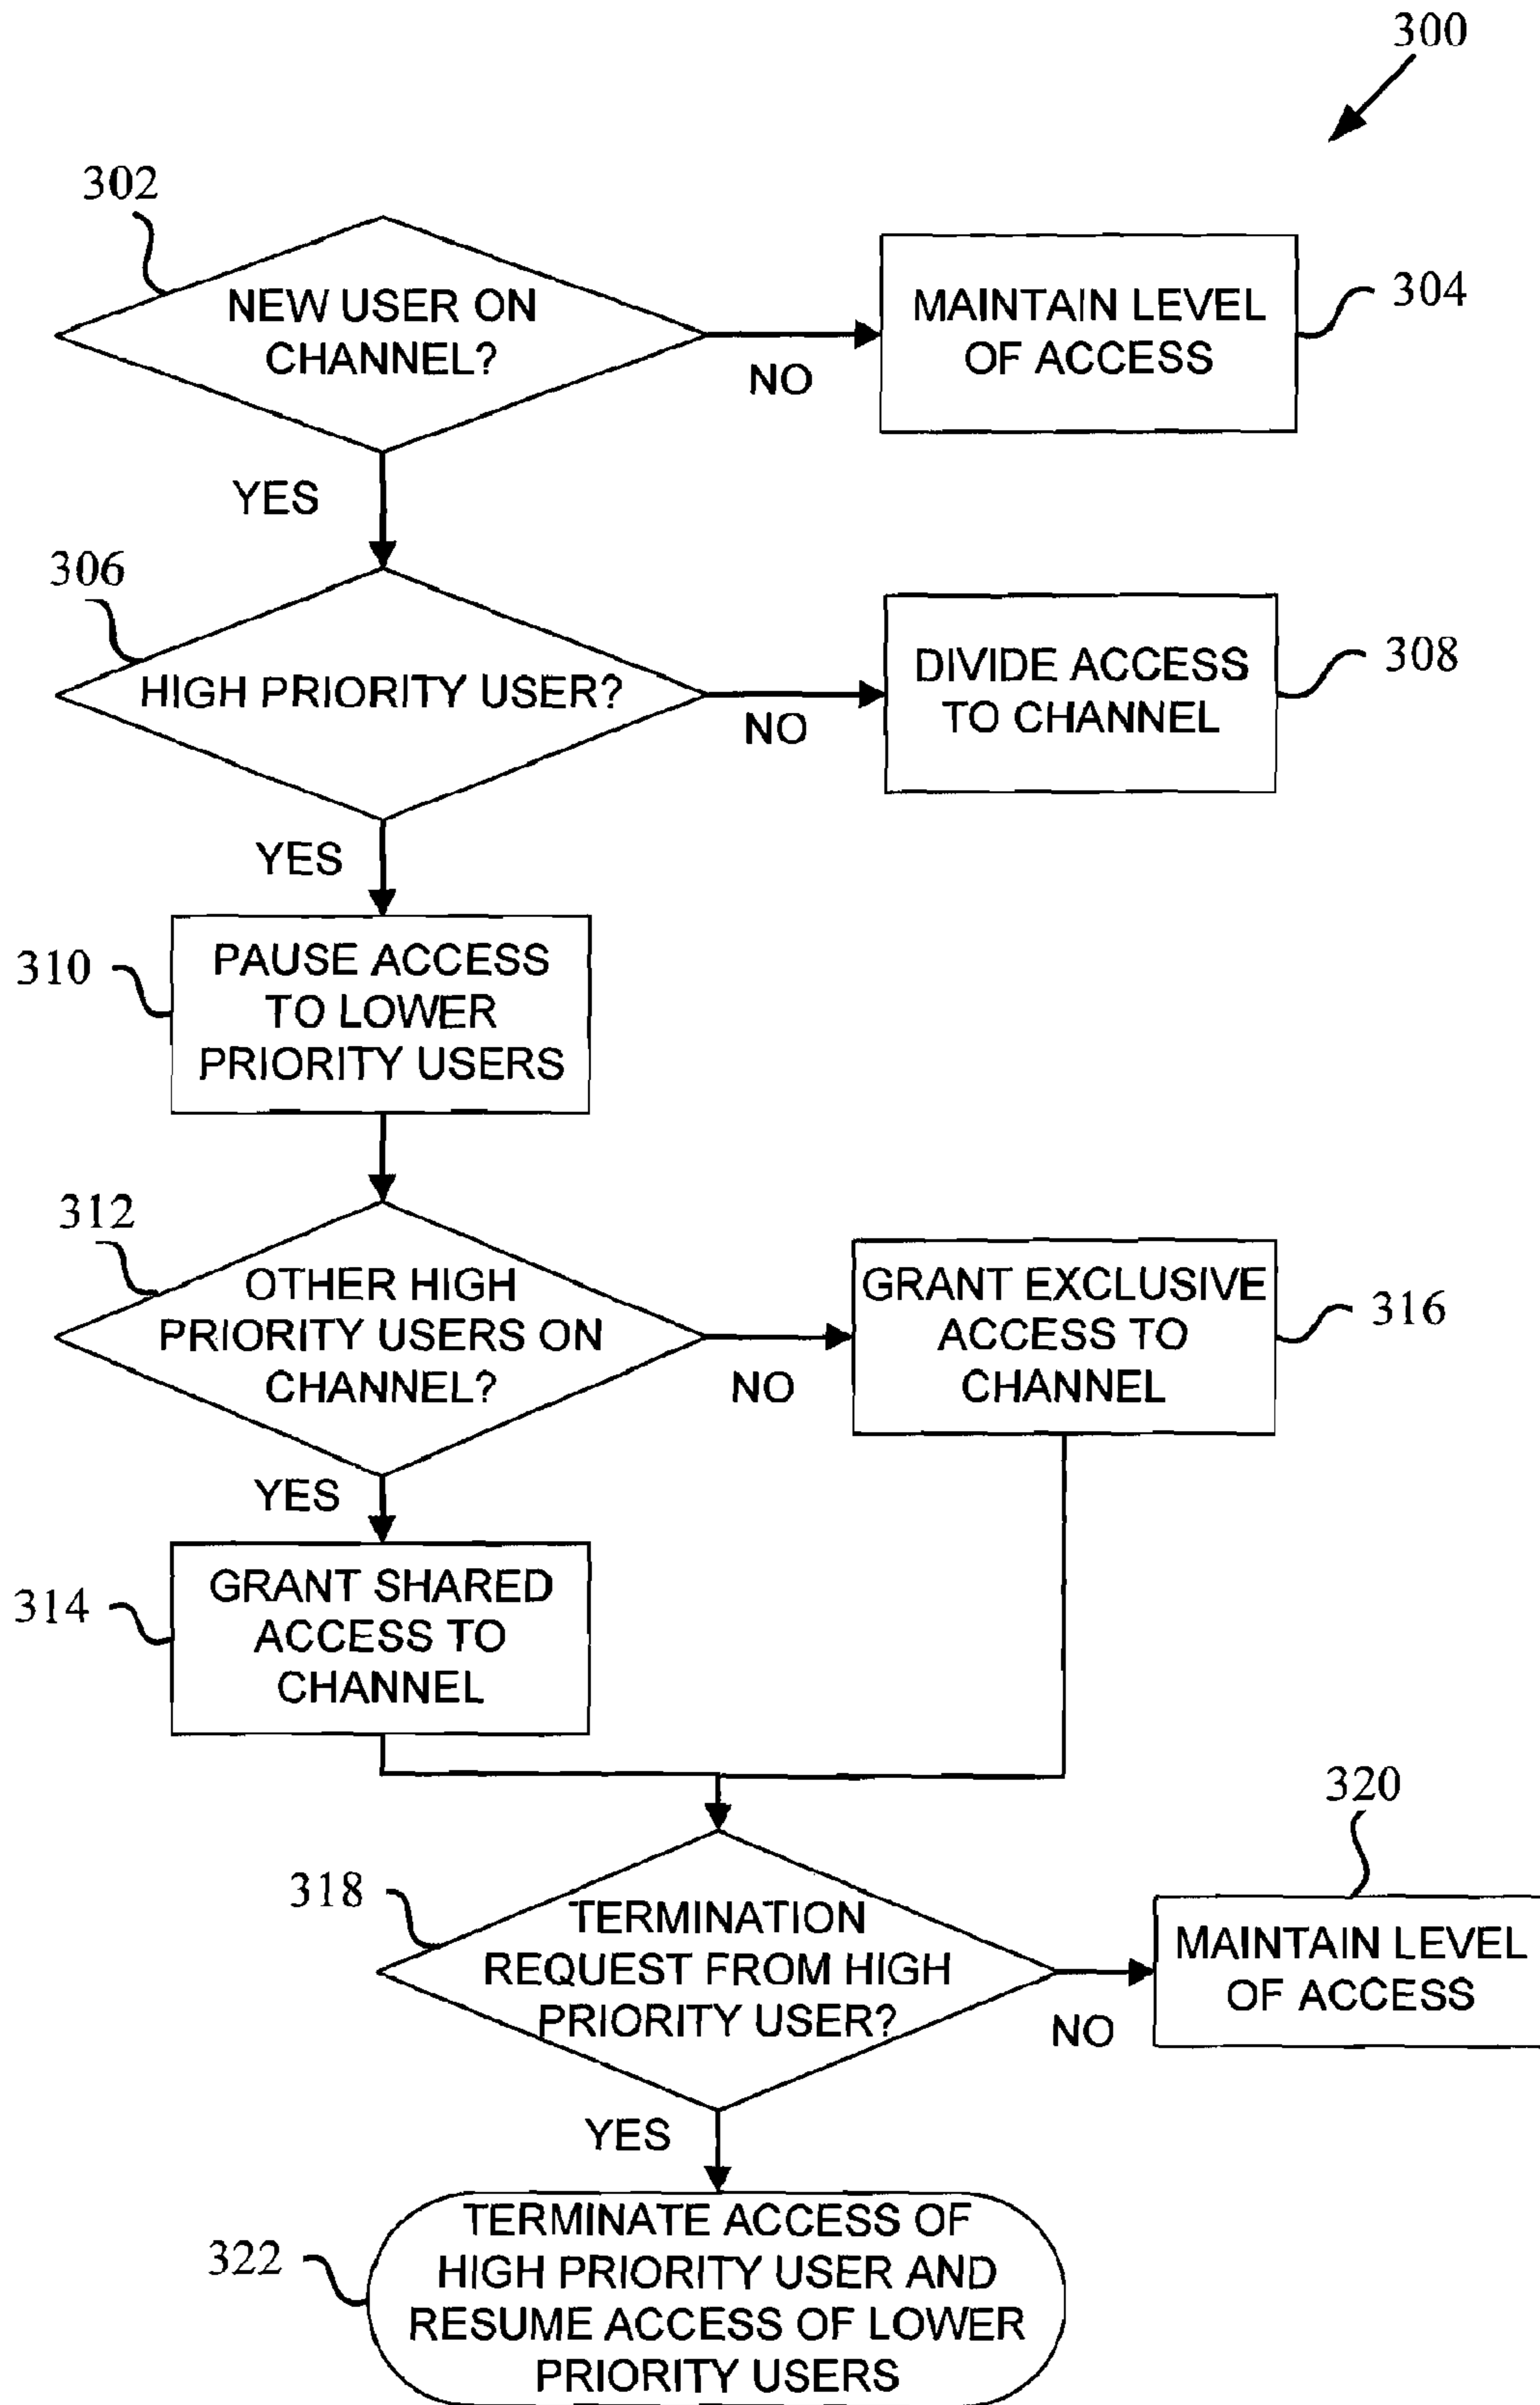 300
302
NEW USER ON
CHANNEL?
NO
MAINTAIN LEVEL
OF ACCESS
304
YES
306
HIGH PRIORITY USER?
NO
DIVIDE ACCESS
TO CHANNEL
308
YES
310
PAUSE ACCESS
TO LOWER
PRIORITY USERS
312
OTHER HIGH
PRIORITY USERS ON
CHANNEL?
NO
GRANT EXCLUSIVE
ACCESS TO
CHANNEL
316
YES
314
GRANT SHARED
ACCESS TO
CHANNEL
318
TERMINATION
REQUEST FROM HIGH
PRIORITY USER?
NO
320
MAINTAIN LEVEL
OF ACCESS
YES
322
TERMINATE ACCESS OF
HIGH PRIORITY USER AND
RESUME ACCESS OF LOWER
PRIORITY USERS